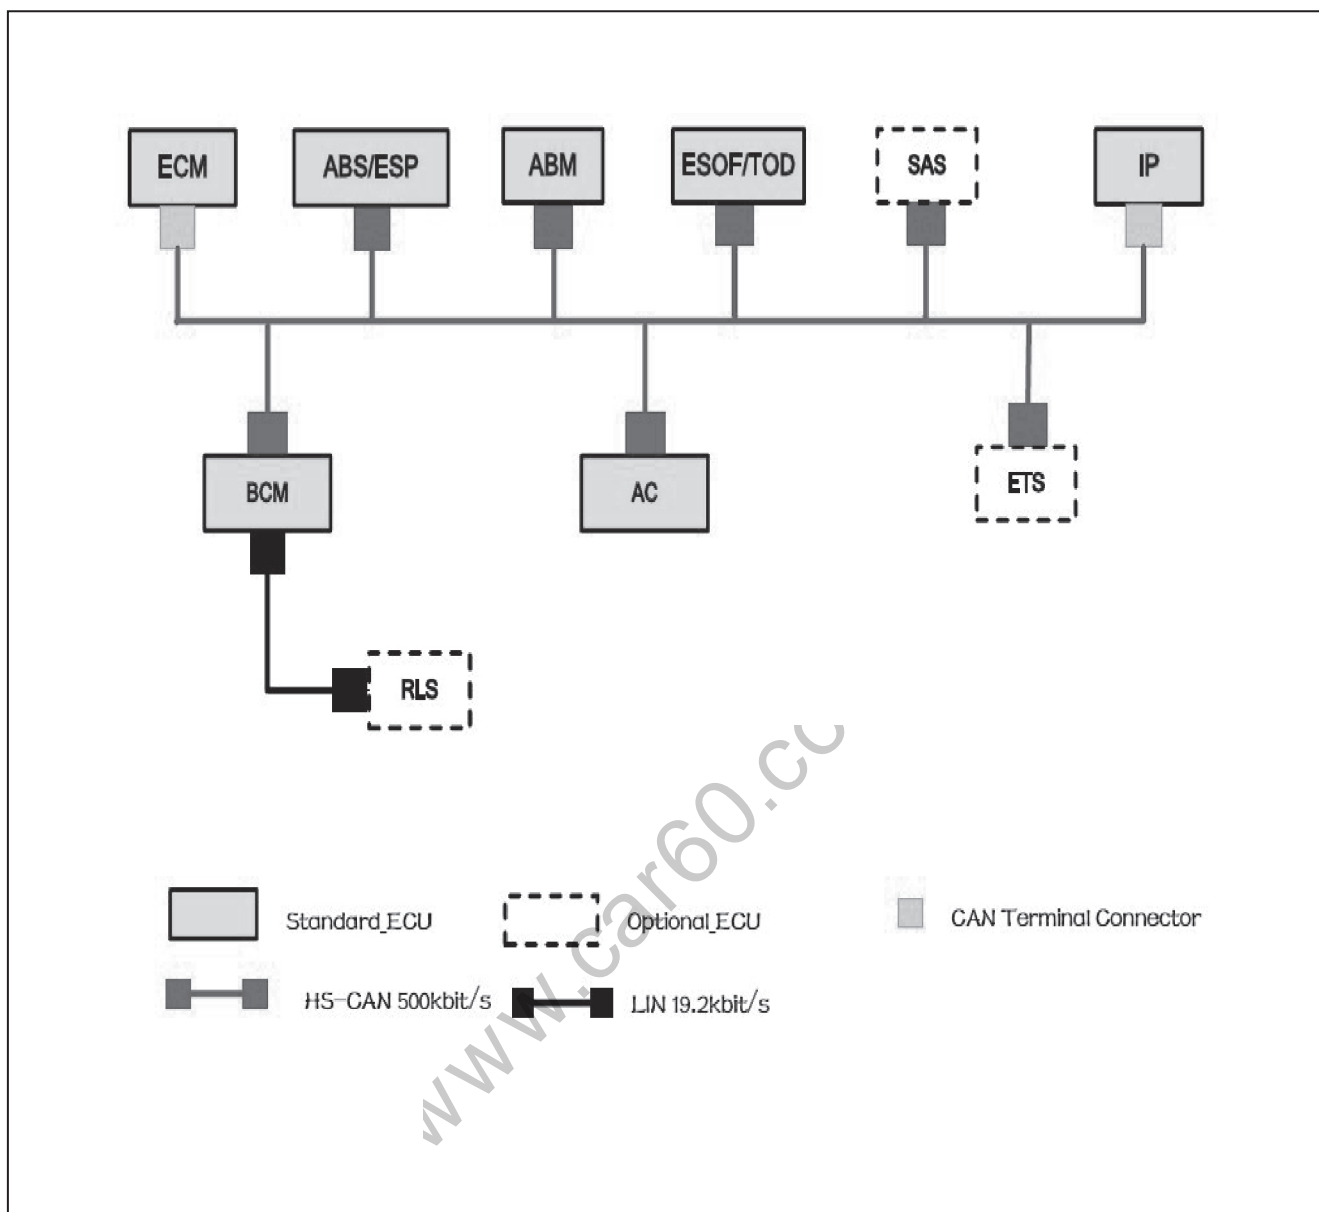 ECM
ABS/ESP
ABM
ESOF/TOD
SAS
IP
BCM
AC
ETS
RLS
www.car60.co
Standard_ECU
Optional_ECU
CAN Terminal Connector
HS-CAN 500kbit/s
LIN 19.2kbit/s